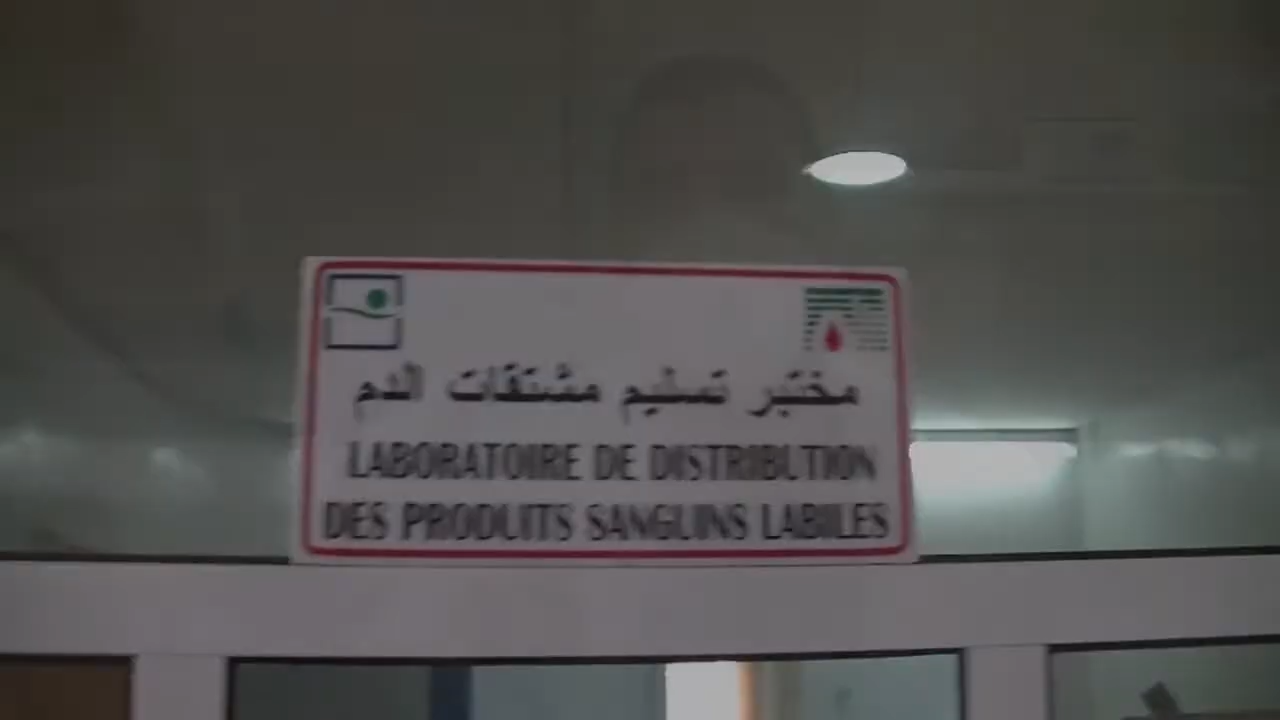 مختبر تسليم مشتقات الدم
LABORATOIRE DE DISTRIBUTION
DES PRODUITS SANGUINS LABILES